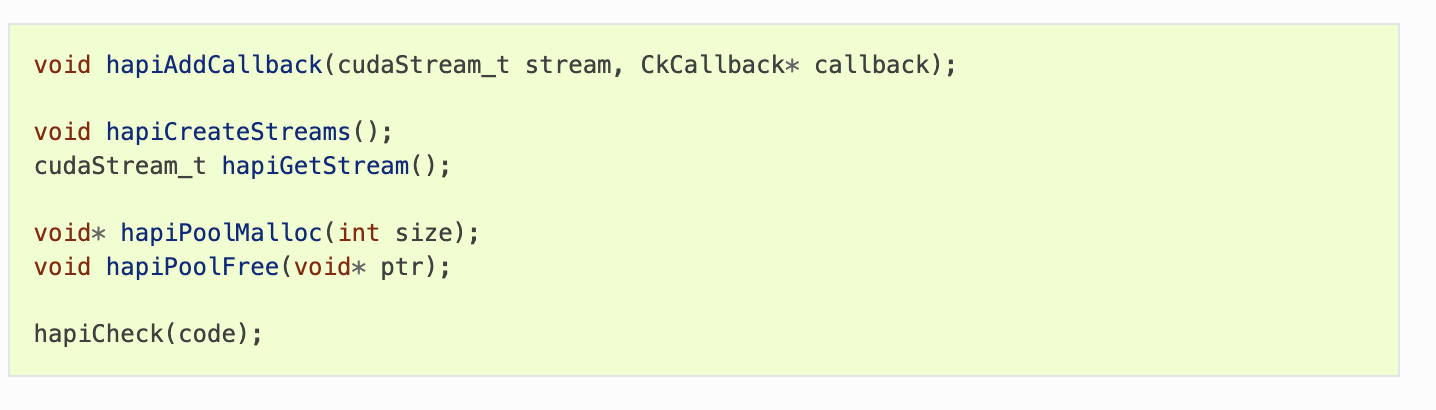 void hapiAddCallback(cudaStream_t stream, CkCallback* callback);
void hapiCreateStreams();
cudaStream_t hapiGetStream();
void* hapiPoolMalloc(int size);
void hapiPoolFree(void* ptr);
hapiCheck(code);